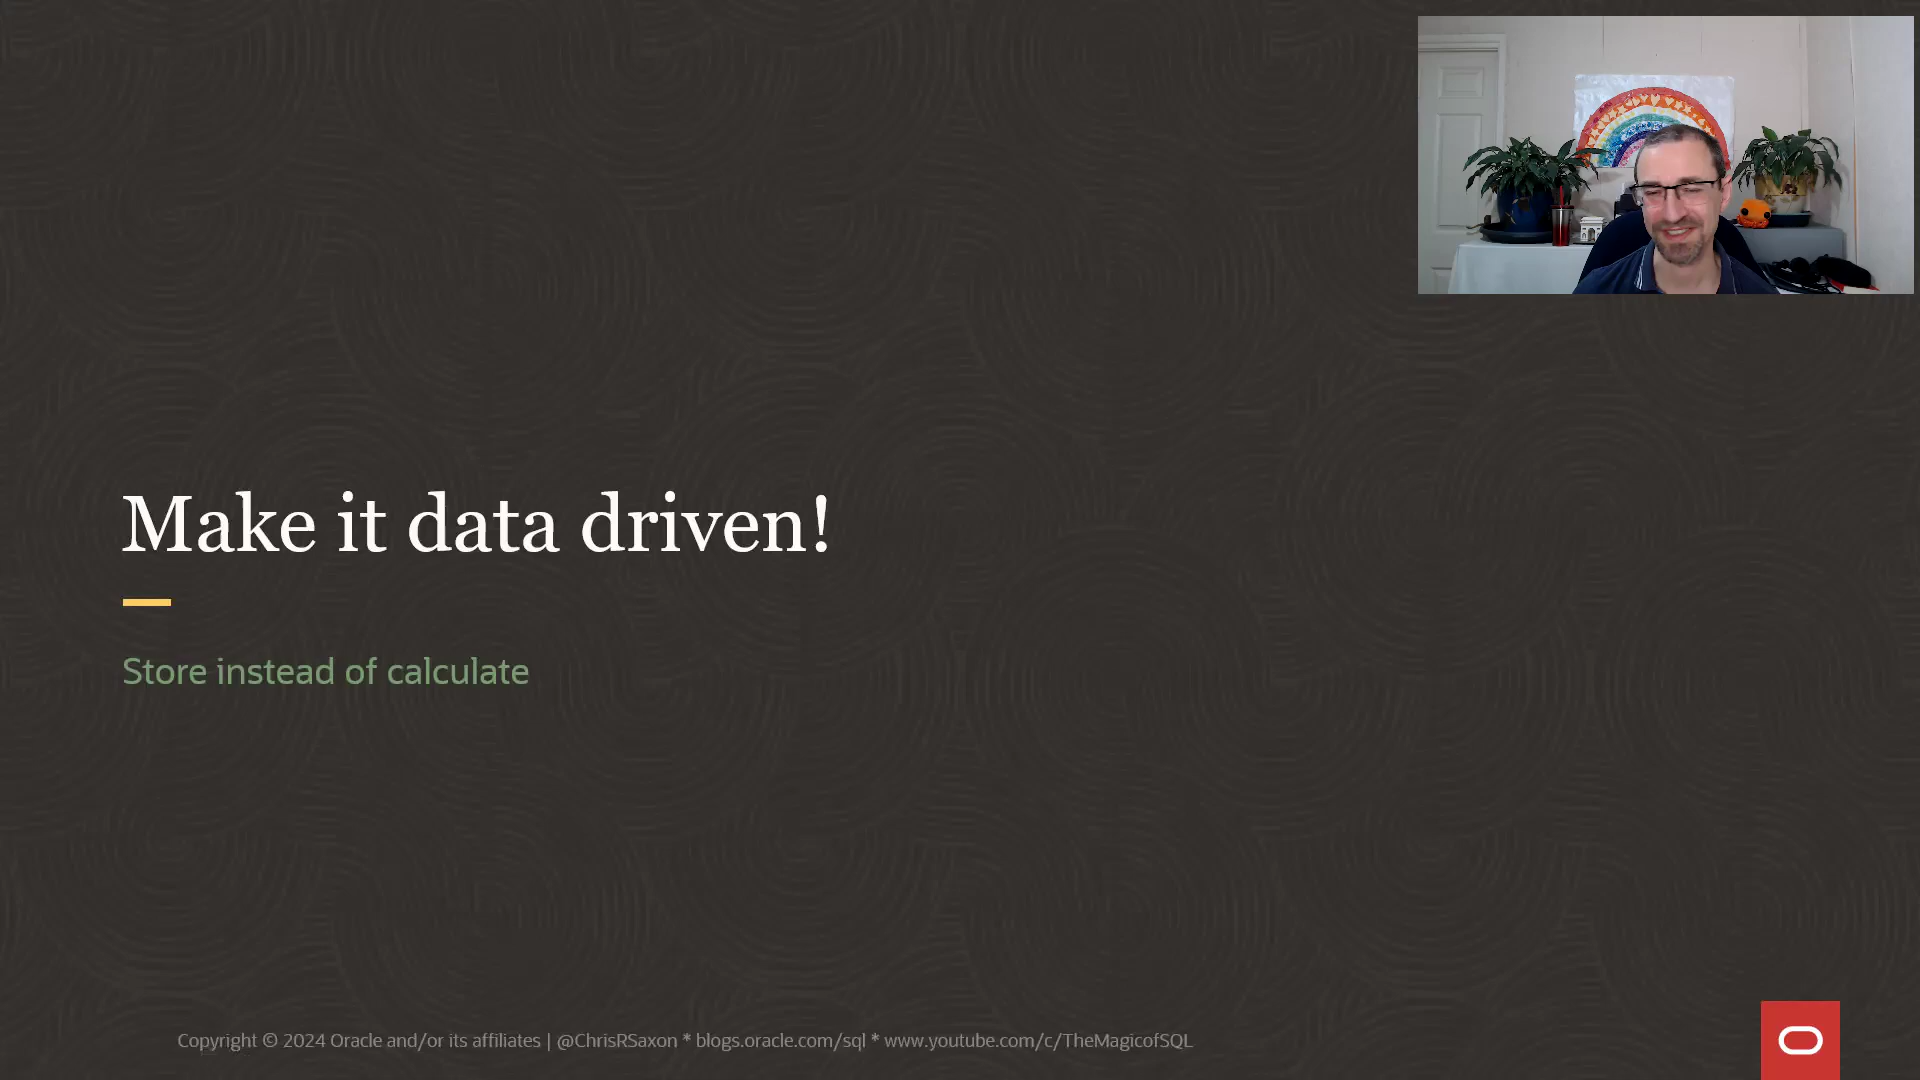 Make it data driven!
Store instead of calculate
Copyright © 2024 Oracle and/or its affiliates | @ChrisRSaxon * blogs.oracle.com/sql * www.youtube.com/c/TheMagicofSQL